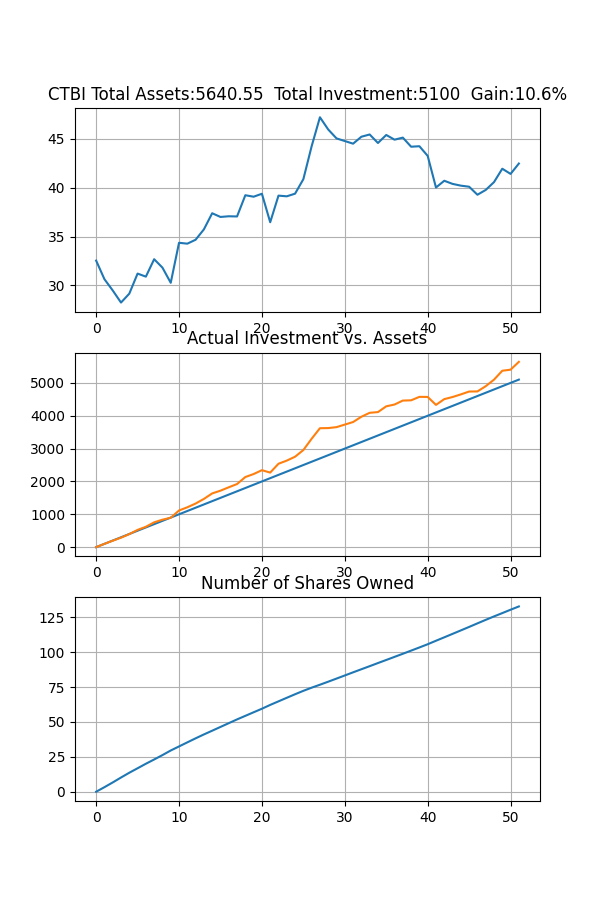 CTBI Total Assets:5640.55  Total Investment:5100  Gain:10.6%
45
40
35
30
0 10 20 30 40 50
Actual Investment vs. Assets
5000
4000
3000
2000
1000
0
0 10 20 30 40 50
Number of Shares Owned
125
100
75
50
25
0
0 10 20 30 40 50